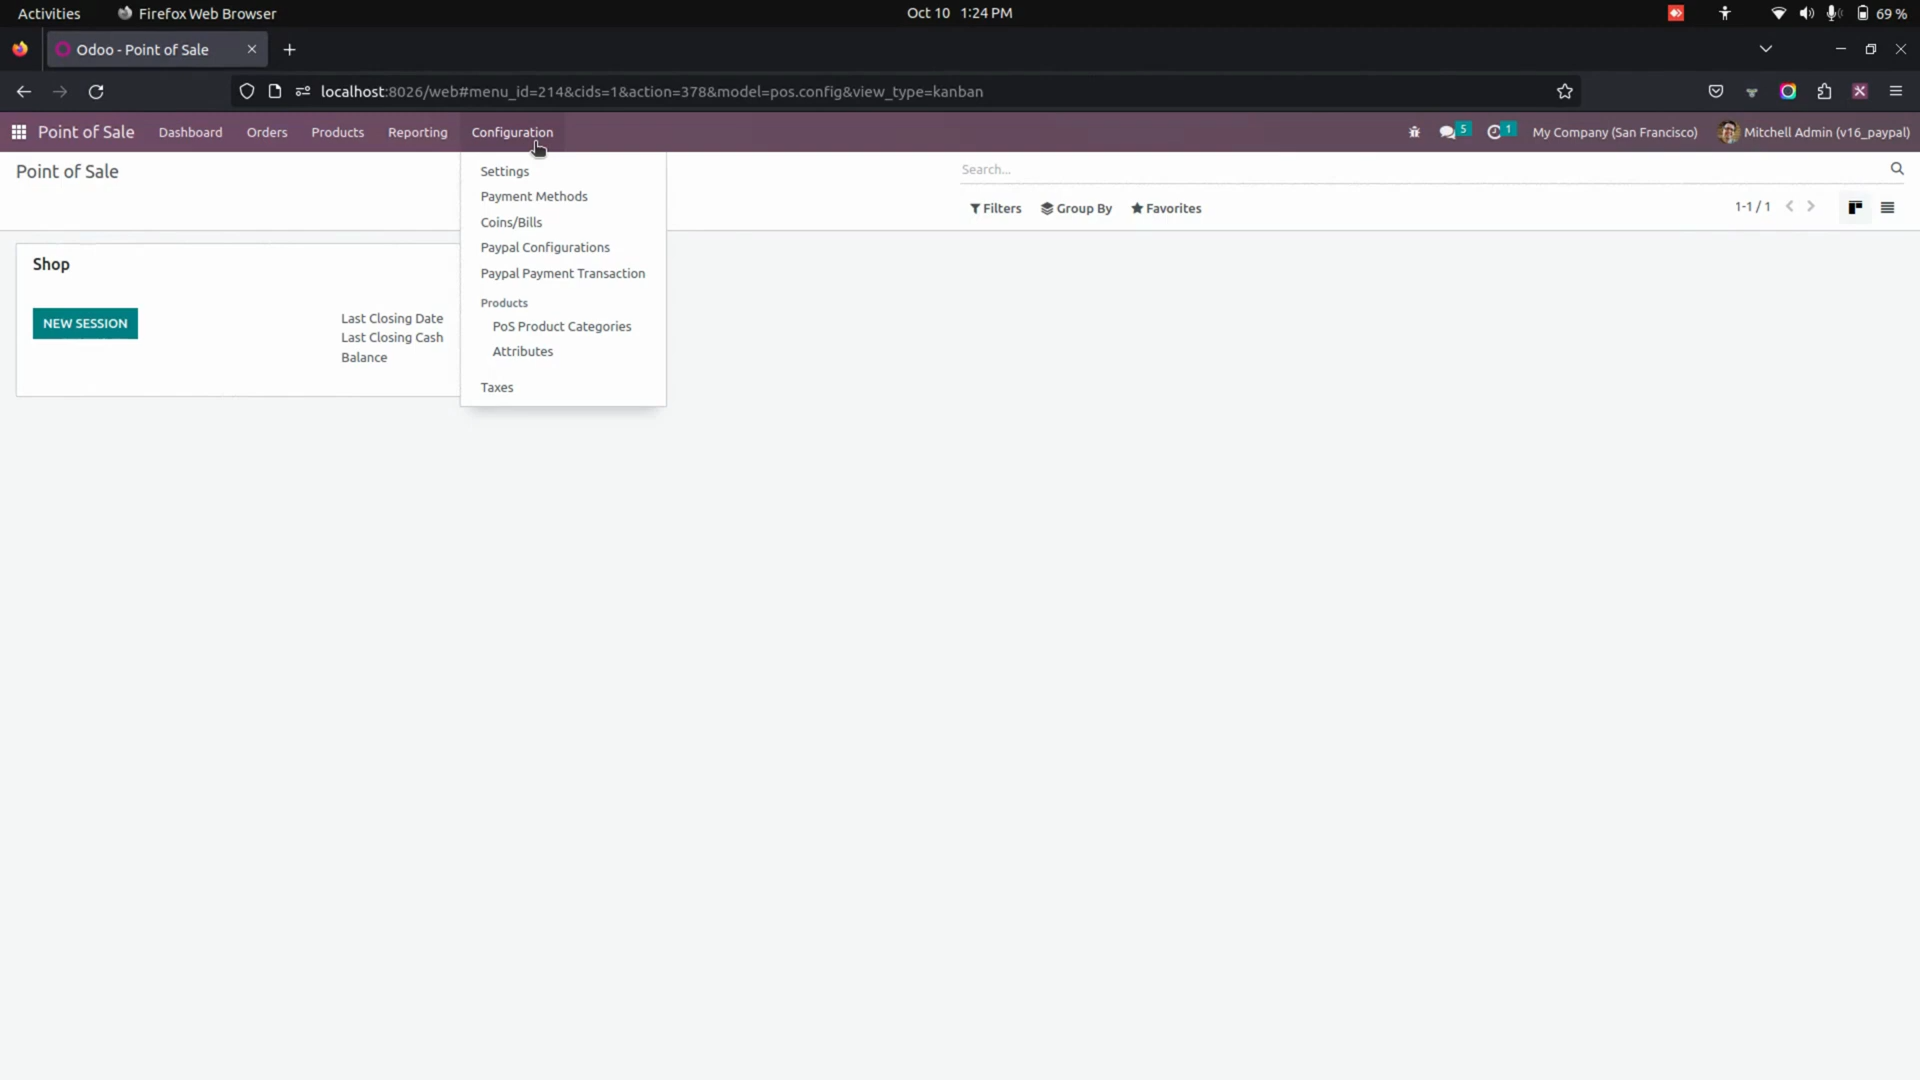 Activities
Firefox Web Browser
Oct 10 1:24 PM
69 %
Odoo - Point of Sale
localhost:8026/web#menu_id=214&cids=1&action=378&model=pos.config&view_type=kanban
Point of Sale
Dashboard
Orders
Products
Reporting
Configuration
5
1
My Company (San Francisco)
Mitchell Admin (v16_paypal)
Point of Sale
Search...
Filters
Group By
Favorites
1-1 / 1
Settings
Payment Methods
Coins/Bills
Paypal Configurations
Paypal Payment Transaction
Products
PoS Product Categories
Attributes
Taxes
Shop
NEW SESSION
Last Closing Date
Last Closing Cash
Balance